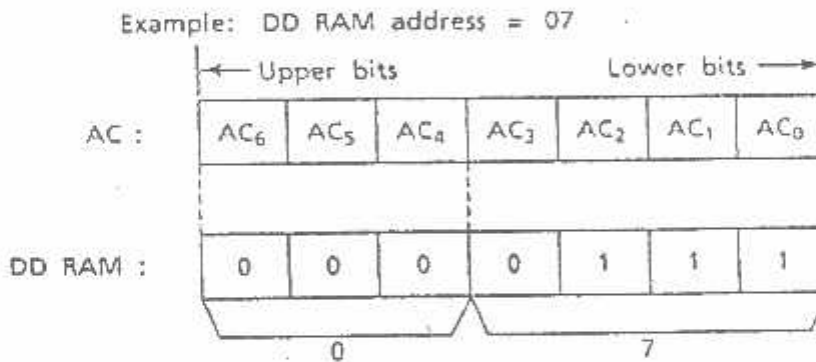 Example: DD RAM address = 07
Upper bits Lower bits
AC : AC₆ AC₅ AC₄ AC₃ AC₂ AC₁ AC₀
DD RAM : 0 0 0 0 1 1 1
0 7